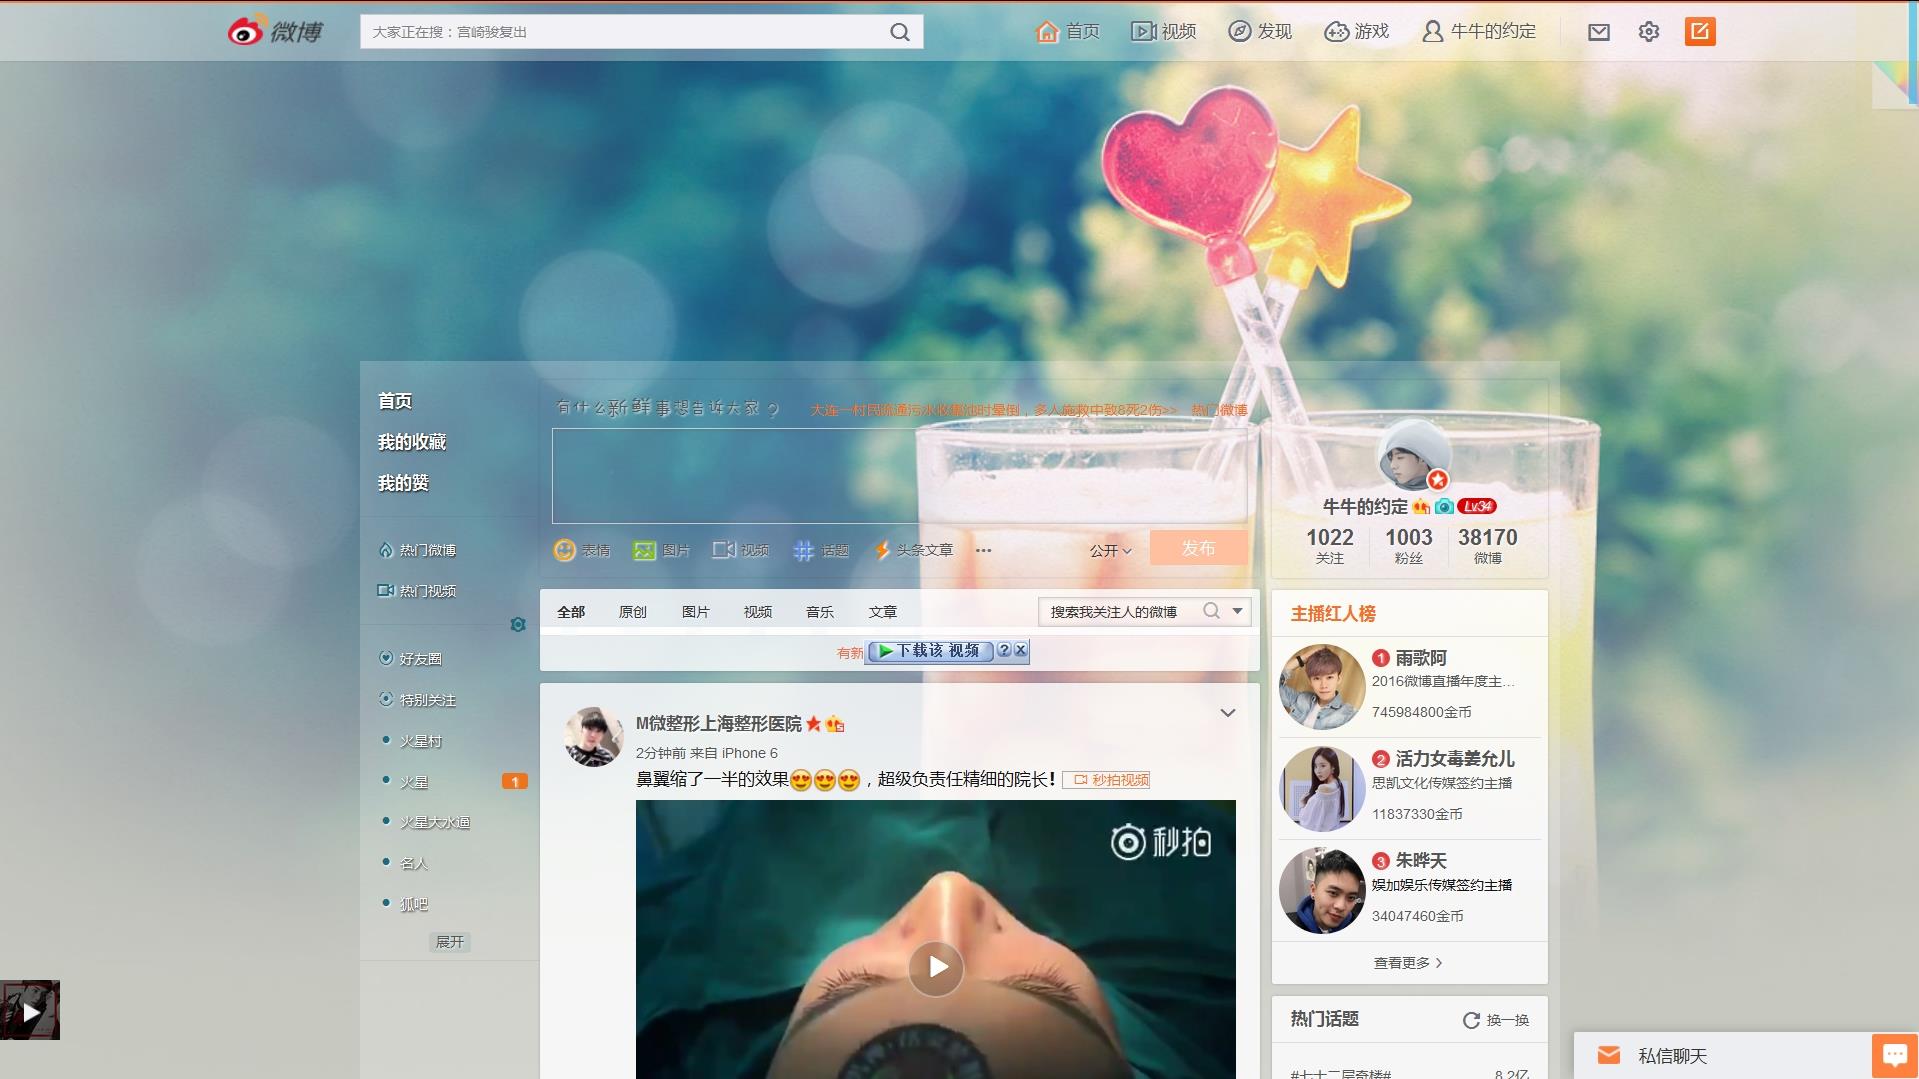 微博
大家正在搜：宫崎骏复出
首页
视频
发现
游戏
牛牛的约定
首页
我的收藏
我的赞
热门微博
热门视频
好友圈
特别关注
火星村
火星
1
火星大水逼
名人
狐吧
展开
有什么新鲜事想告诉大家？
大连一村民疏通污水收集池时晕倒，多人施救中致8死2伤>> 热门微博
表情
图片
视频
话题
头条文章
公开
发布
全部
原创
图片
视频
音乐
文章
搜索我关注人的微博
有新
下载该 视频
?
X
M微整形上海整形医院
2分钟前 来自 iPhone 6
鼻翼缩了一半的效果😍😍😍，超级负责任精细的院长！ 秒拍视频
秒拍
牛牛的约定
Lv34
1022
关注
1003
粉丝
38170
微博
主播红人榜
1 雨歌阿
2016微博直播年度主...
745984800金币
2 活力女毒姜允儿
思凯文化传媒签约主播
11837330金币
3 朱晔天
娱加娱乐传媒签约主播
34047460金币
查看更多
热门话题
换一换
#七十二层奇楼#
8.2亿
私信聊天